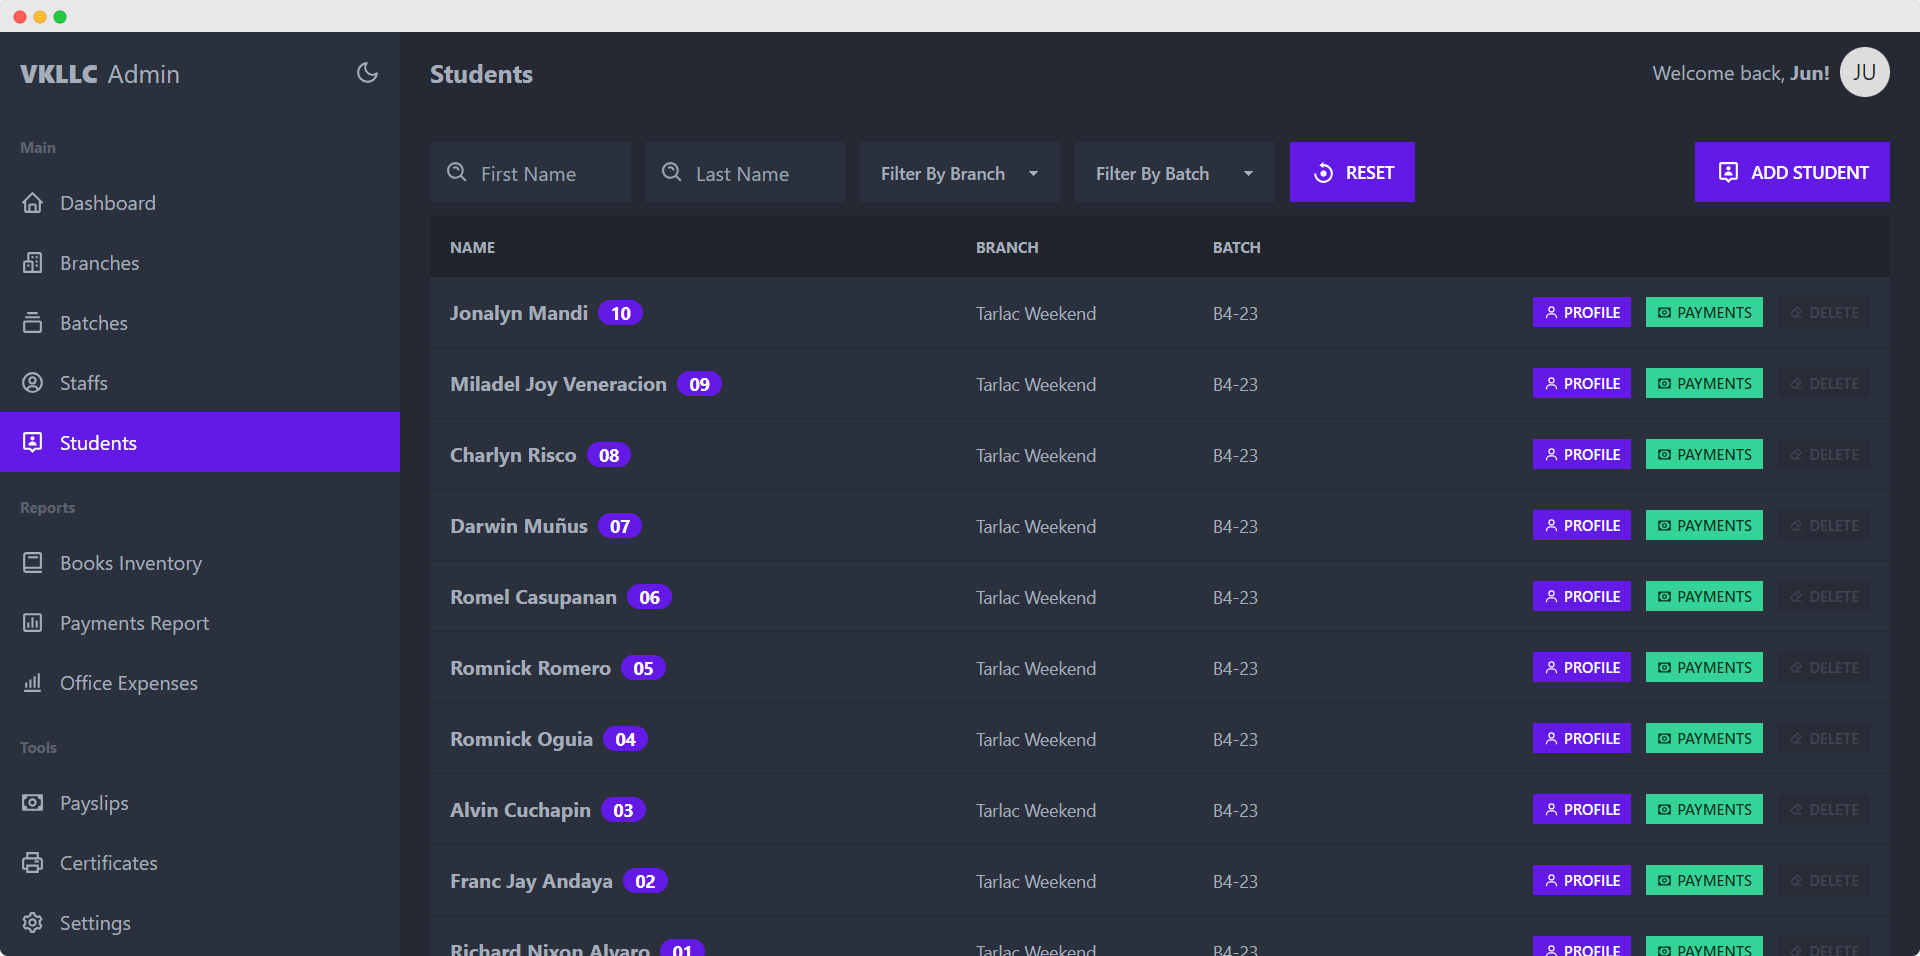 VKLLC Admin
Students
Welcome back, Jun!
JU
Main
Dashboard
Branches
Batches
Staffs
Students
Reports
Books Inventory
Payments Report
Office Expenses
Tools
Payslips
Certificates
Settings
First Name
Last Name
Filter By Branch
Filter By Batch
RESET
ADD STUDENT
NAME BRANCH BATCH
Jonalyn Mandi 10 Tarlac Weekend B4-23 PROFILE PAYMENTS DELETE
Miladel Joy Veneracion 09 Tarlac Weekend B4-23 PROFILE PAYMENTS DELETE
Charlyn Risco 08 Tarlac Weekend B4-23 PROFILE PAYMENTS DELETE
Darwin Muñus 07 Tarlac Weekend B4-23 PROFILE PAYMENTS DELETE
Romel Casupanan 06 Tarlac Weekend B4-23 PROFILE PAYMENTS DELETE
Romnick Romero 05 Tarlac Weekend B4-23 PROFILE PAYMENTS DELETE
Romnick Oguia 04 Tarlac Weekend B4-23 PROFILE PAYMENTS DELETE
Alvin Cuchapin 03 Tarlac Weekend B4-23 PROFILE PAYMENTS DELETE
Franc Jay Andaya 02 Tarlac Weekend B4-23 PROFILE PAYMENTS DELETE
Richard Nixon Alvaro 01 Tarlac Weekend B4-23 PROFILE PAYMENTS DELETE